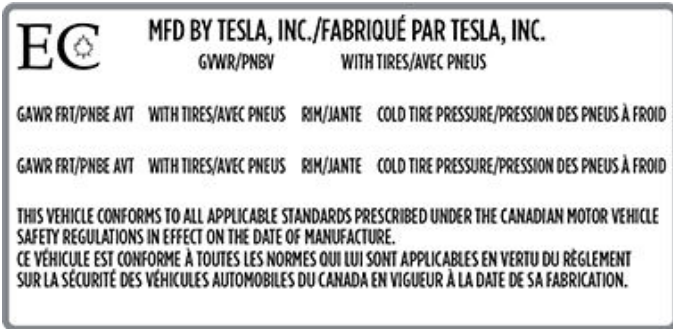 EC MFD BY TESLA, INC./FABRIQUÉ PAR TESLA, INC.
GVWR/PNBV WITH TIRES/AVEC PNEUS
GAWR FRT/PNBE AVT WITH TIRES/AVEC PNEUS RIM/JANTE COLD TIRE PRESSURE/PRESSION DES PNEUS À FROID
GAWR FRT/PNBE AVT WITH TIRES/AVEC PNEUS RIM/JANTE COLD TIRE PRESSURE/PRESSION DES PNEUS À FROID
THIS VEHICLE CONFORMS TO ALL APPLICABLE STANDARDS PRESCRIBED UNDER THE CANADIAN MOTOR VEHICLE
SAFETY REGULATIONS IN EFFECT ON THE DATE OF MANUFACTURE.
CE VÉHICULE EST CONFORME À TOUTES LES NORMES QUI LUI SONT APPLICABLES EN VERTU DU RÈGLEMENT
SUR LA SÉCURITÉ DES VÉHICULES AUTOMOBILES DU CANADA EN VIGUEUR À LA DATE DE SA FABRICATION.